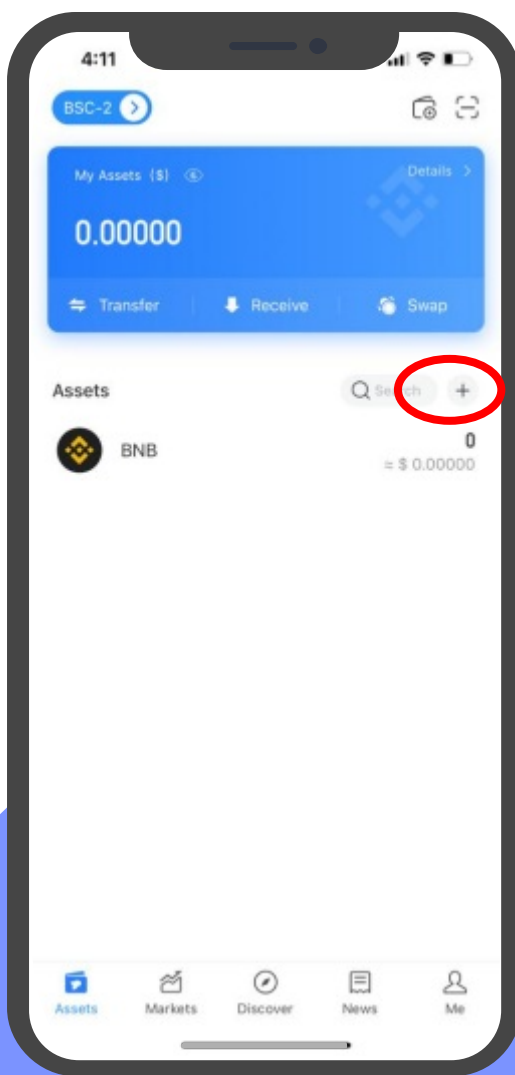 4:11
BSC-2
My Assets ($)
Details >
0.00000
Transfer
Receive
Swap
Assets
Search
+
BNB
0
≈ $ 0.00000
Assets
Markets
Discover
News
Me